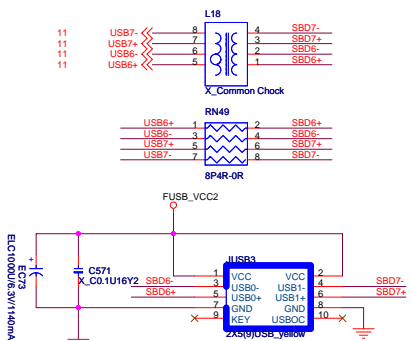 L18
11 USB7- 8 4 SBD7-
11 USB7+ 7 3 SBD7+
11 USB6- 6 2 SBD6-
11 USB6+ 5 1 SBD6+
X_Common Chock
RN49
USB6+ 1 2 SBD6+
USB6- 3 4 SBD6-
USB7+ 5 6 SBD7+
USB7- 7 8 SBD7-
8P4R-0R
FUSB_VCC2
JUSB3
1 VCC VCC 2
SBD6- 3 USB0- USB1- 4 SBD7-
SBD6+ 5 USB0+ USB1+ 6 SBD7+
7 GND GND 8
9 KEY USBOC 10
2X5(9)USB_yellow
C571
X_C0.1U16Y2
+
EC73
ELC1000U/6.3V/1140mA